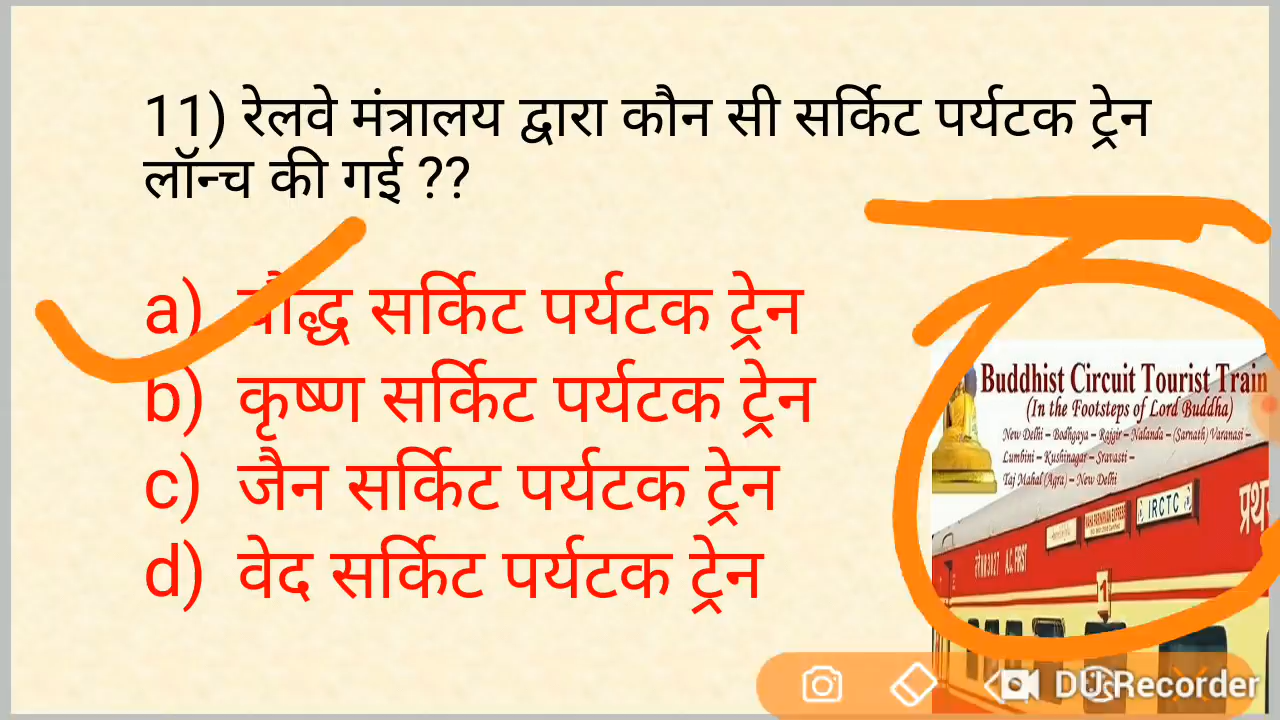 11) रेलवे मंत्रालय द्वारा कौन सी सर्किट पर्यटक ट्रेन
लॉन्च की गई ??
a) बौद्ध सर्किट पर्यटक ट्रेन
b) कृष्ण सर्किट पर्यटक ट्रेन
c) जैन सर्किट पर्यटक ट्रेन
d) वेद सर्किट पर्यटक ट्रेन
Buddhist Circuit Tourist Train
(In the Footsteps of Lord Buddha)
New Delhi – Bodhgaya – Rajgir – Nalanda – (Sarnath) Varanasi –
Lumbini – Kushinagar – Sravasti –
Taj Mahal (Agra) – New Delhi
IRCTC
A.C. FIRST
1
DU Recorder